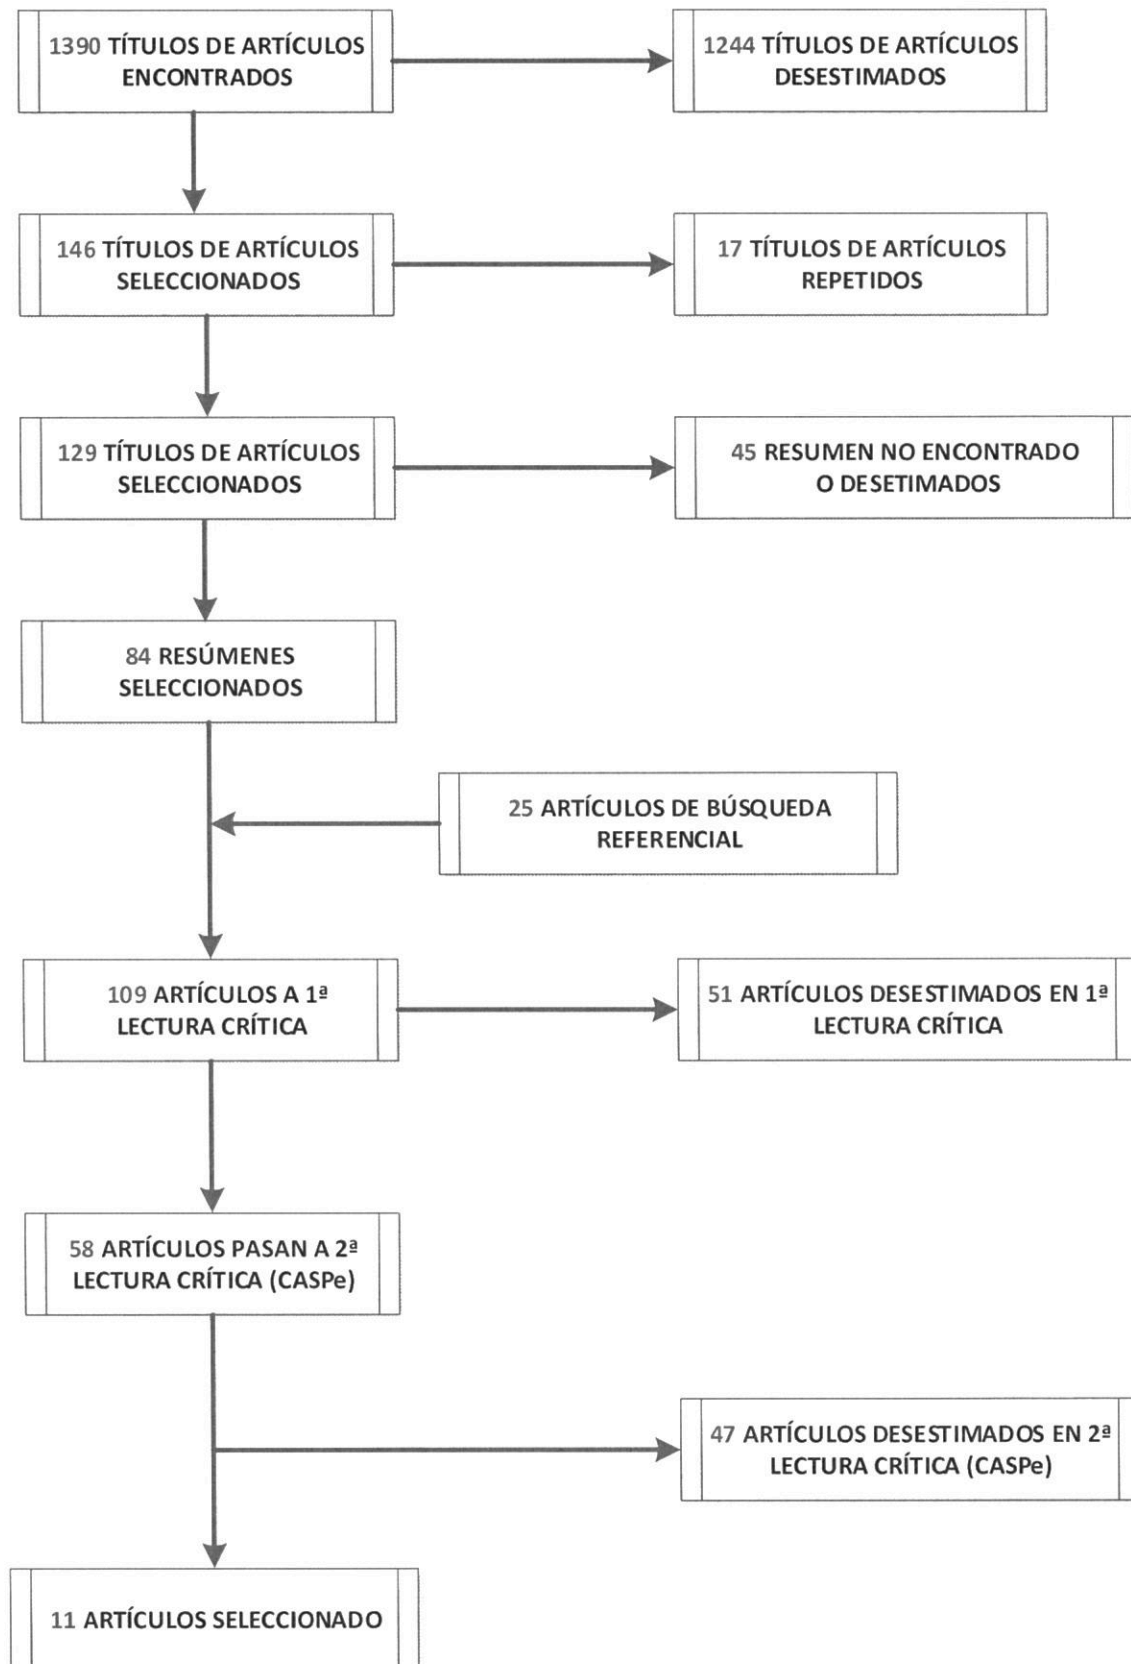 1390 TÍTULOS DE ARTÍCULOS
ENCONTRADOS
1244 TÍTULOS DE ARTÍCULOS
DESESTIMADOS
146 TÍTULOS DE ARTÍCULOS
SELECCIONADOS
17 TÍTULOS DE ARTÍCULOS
REPETIDOS
129 TÍTULOS DE ARTÍCULOS
SELECCIONADOS
45 RESUMEN NO ENCONTRADO
O DESETIMADOS
84 RESÚMENES
SELECCIONADOS
25 ARTÍCULOS DE BÚSQUEDA
REFERENCIAL
109 ARTÍCULOS A 1ª
LECTURA CRÍTICA
51 ARTÍCULOS DESESTIMADOS EN 1ª
LECTURA CRÍTICA
58 ARTÍCULOS PASAN A 2ª
LECTURA CRÍTICA (CASPe)
47 ARTÍCULOS DESESTIMADOS EN 2ª
LECTURA CRÍTICA (CASPe)
11 ARTÍCULOS SELECCIONADO